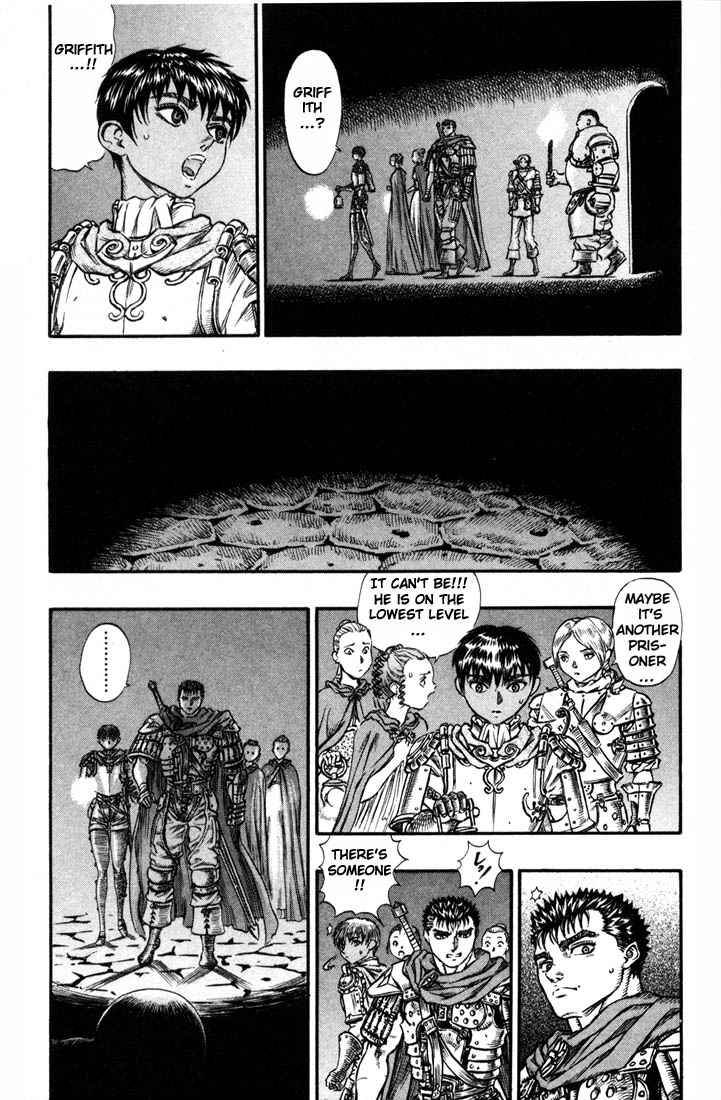 GRIFF
ITH
...?
GRIFFITH
...!!
MAYBE
IT'S
ANOTHER
PRIS-
ONER
...
IT CAN'T BE!!!
HE IS ON THE
LOWEST LEVEL
...
THERE'S
SOMEONE
!!
.........